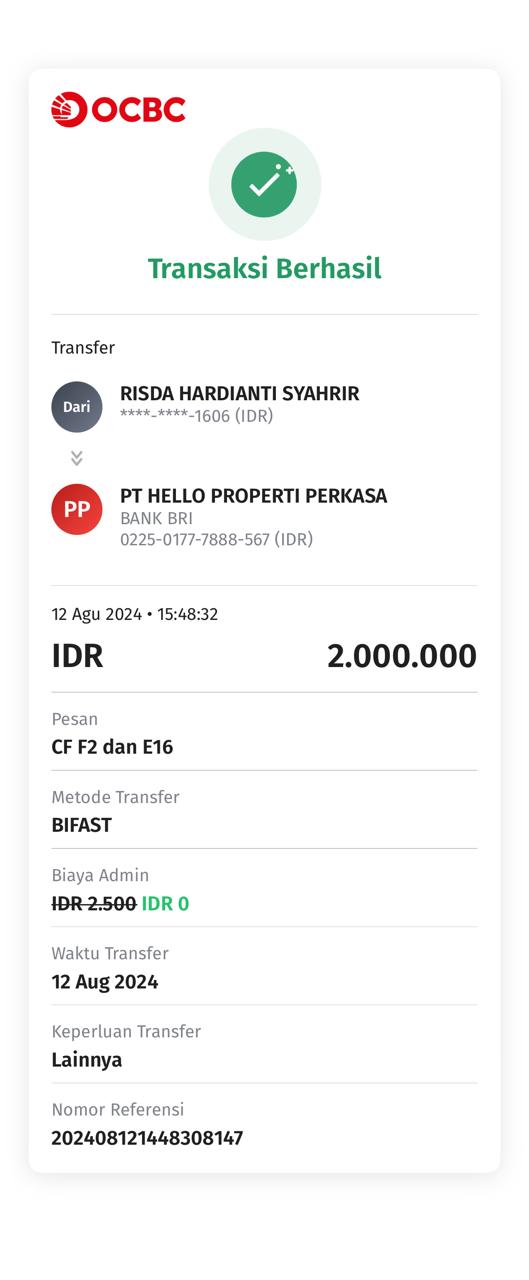 OCBC
Transaksi Berhasil
Transfer
Dari
RISDA HARDIANTI SYAHRIR
****-****-1606 (IDR)
PP
PT HELLO PROPERTI PERKASA
BANK BRI
0225-0177-7888-567 (IDR)
12 Agu 2024 • 15:48:32
IDR 2.000.000
Pesan
CF F2 dan E16
Metode Transfer
BIFAST
Biaya Admin
IDR 2.500 IDR 0
Waktu Transfer
12 Aug 2024
Keperluan Transfer
Lainnya
Nomor Referensi
202408121448308147